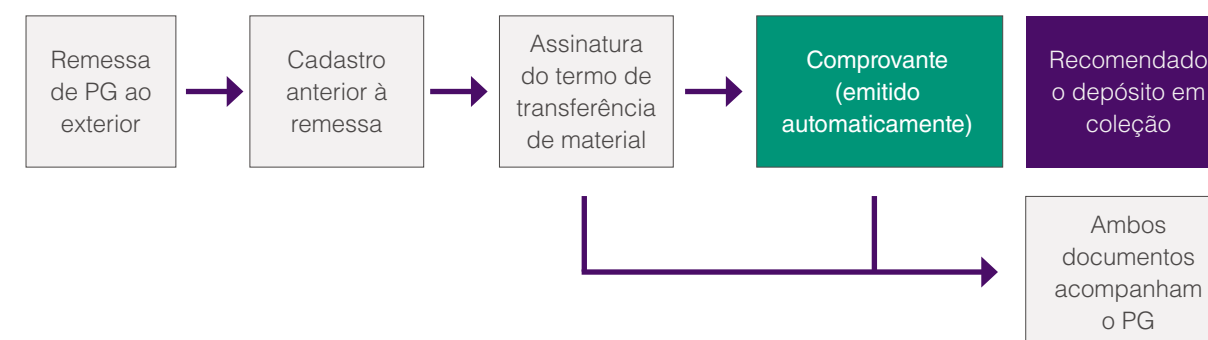 Remessa
de PG ao
exterior
Cadastro
anterior à
remessa
Assinatura
do termo de
transferência
de material
Comprovante
(emitido
automaticamente)
Recomendado
o depósito em
coleção
Ambos
documentos
acompanham
o PG